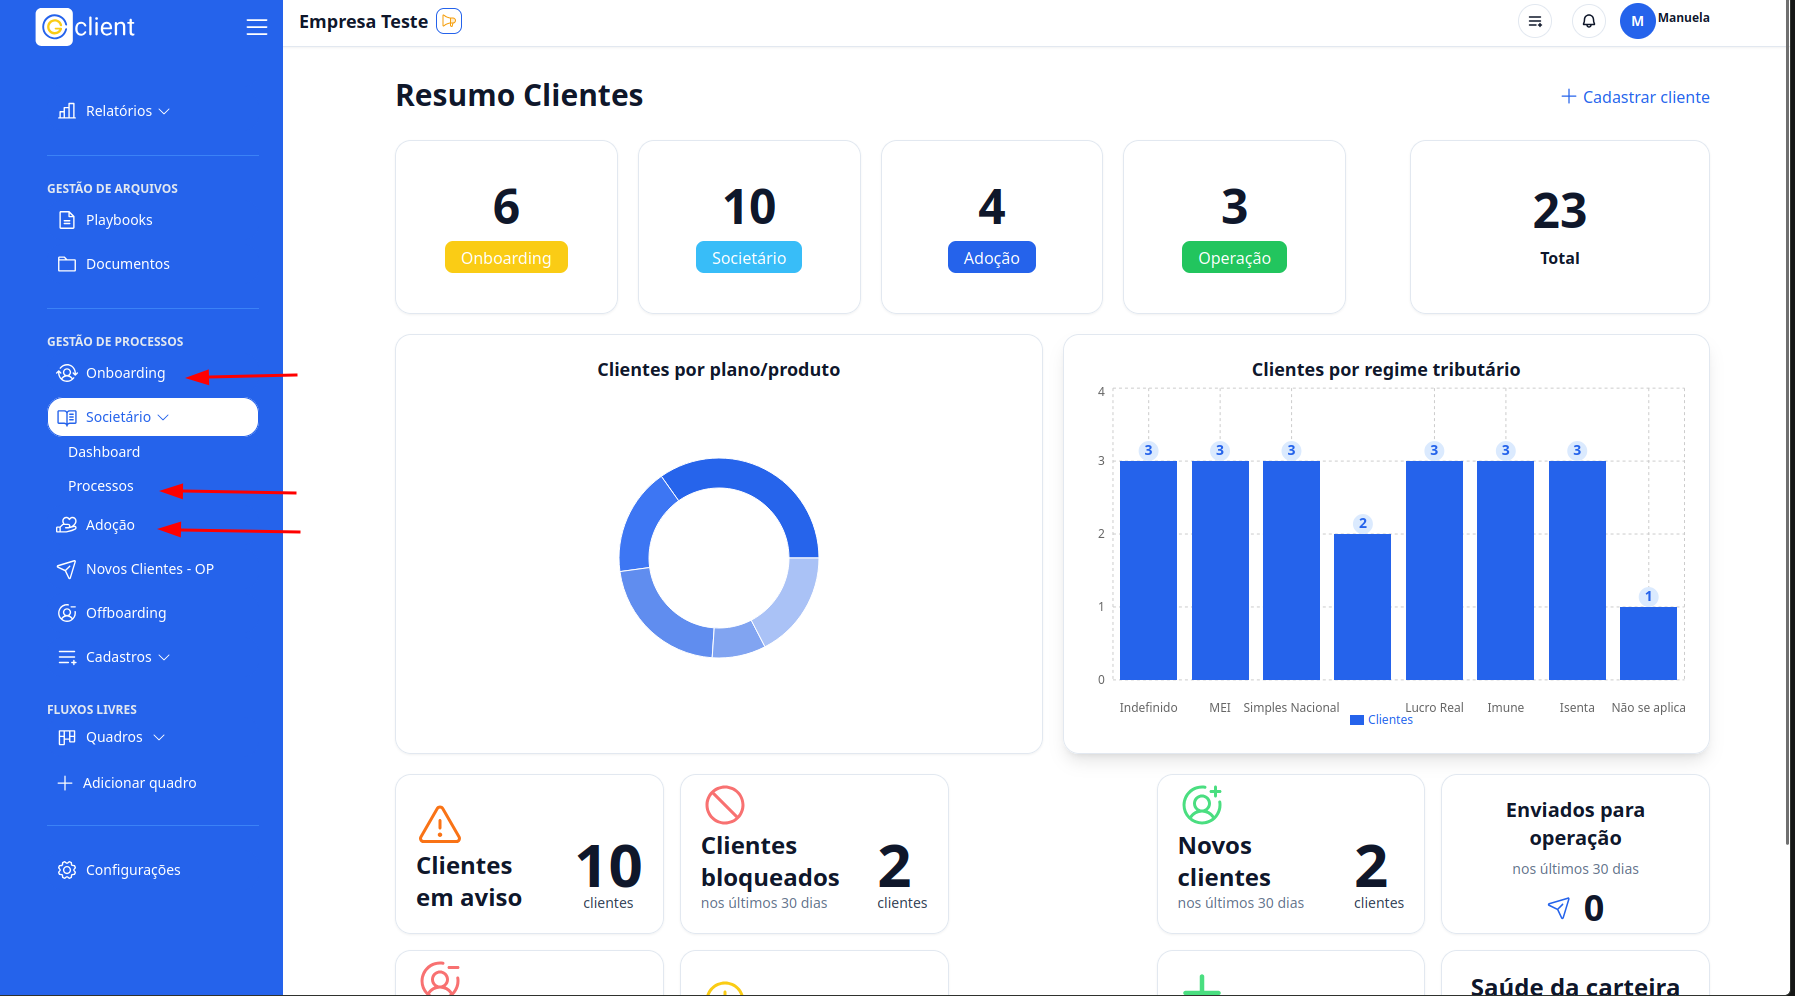 Gclient
Relatórios
GESTÃO DE ARQUIVOS
Playbooks
Documentos
GESTÃO DE PROCESSOS
Onboarding
Societário
Dashboard
Processos
Adoção
Novos Clientes - OP
Offboarding
Cadastros
FLUXOS LIVRES
Quadros
Adicionar quadro
Configurações
Empresa Teste
M Manuela
Resumo Clientes
Cadastrar cliente
6
Onboarding
10
Societário
4
Adoção
3
Operação
23
Total
Clientes por plano/produto
Clientes por regime tributário
4
3
2
1
0
3
3
3
2
3
3
3
1
Indefinido
MEI
Simples Nacional
Lucro Real
Imune
Isenta
Não se aplica
Clientes
Clientes
em aviso
10
clientes
Clientes
bloqueados
nos últimos 30 dias
2
clientes
Novos
clientes
nos últimos 30 dias
2
clientes
Enviados para
operação
nos últimos 30 dias
0
Saúde da carteira